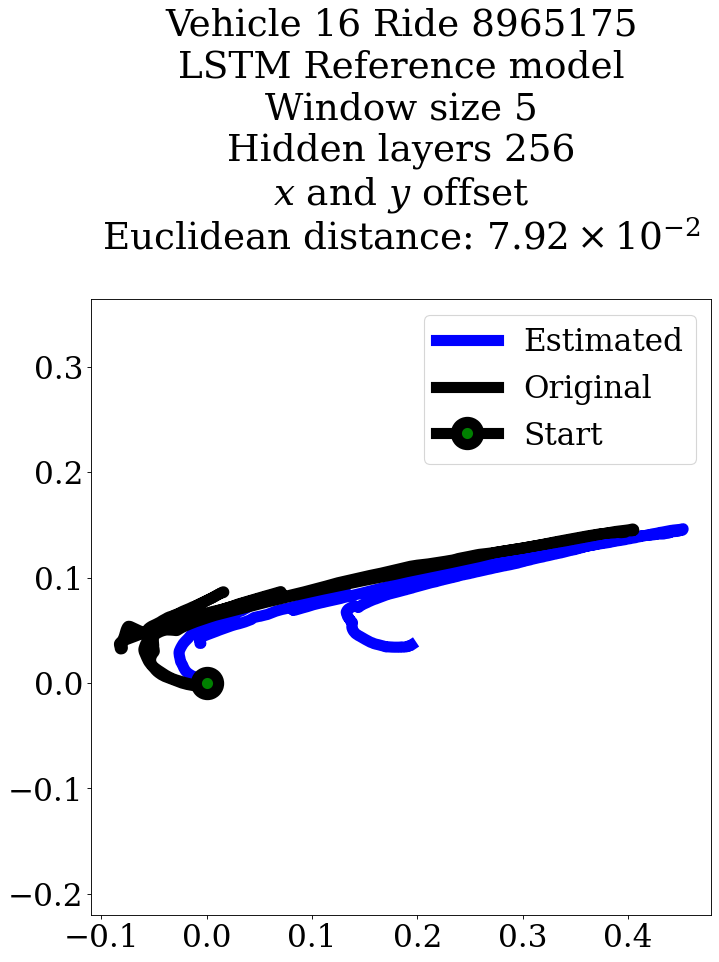 Vehicle 16 Ride 8965175
LSTM Reference model
Window size 5
Hidden layers 256
x and y offset
Euclidean distance: 7.92 × 10⁻²
Estimated
Original
Start
0.3
0.2
0.1
0.0
−0.1
−0.2
−0.1 0.0 0.1 0.2 0.3 0.4